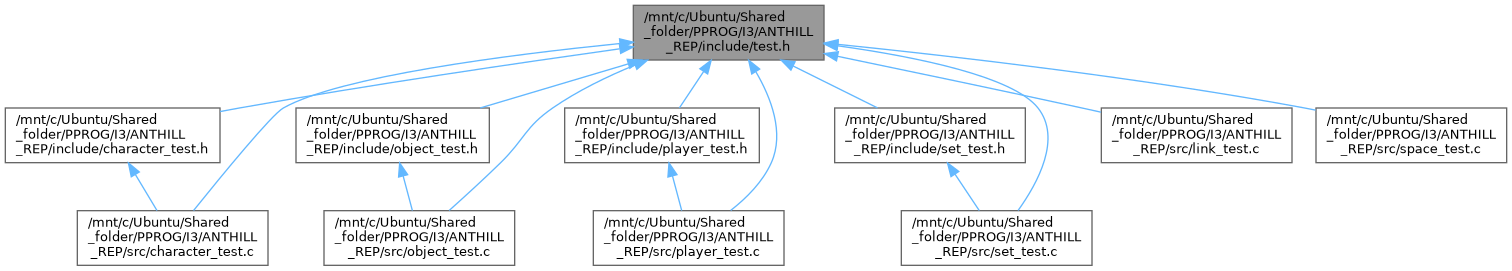 /mnt/c/Ubuntu/Shared
_folder/PPROG/I3/ANTHILL
_REP/include/test.h
/mnt/c/Ubuntu/Shared
_folder/PPROG/I3/ANTHILL
_REP/include/character_test.h
/mnt/c/Ubuntu/Shared
_folder/PPROG/I3/ANTHILL
_REP/include/object_test.h
/mnt/c/Ubuntu/Shared
_folder/PPROG/I3/ANTHILL
_REP/include/player_test.h
/mnt/c/Ubuntu/Shared
_folder/PPROG/I3/ANTHILL
_REP/include/set_test.h
/mnt/c/Ubuntu/Shared
_folder/PPROG/I3/ANTHILL
_REP/src/link_test.c
/mnt/c/Ubuntu/Shared
_folder/PPROG/I3/ANTHILL
_REP/src/space_test.c
/mnt/c/Ubuntu/Shared
_folder/PPROG/I3/ANTHILL
_REP/src/character_test.c
/mnt/c/Ubuntu/Shared
_folder/PPROG/I3/ANTHILL
_REP/src/object_test.c
/mnt/c/Ubuntu/Shared
_folder/PPROG/I3/ANTHILL
_REP/src/player_test.c
/mnt/c/Ubuntu/Shared
_folder/PPROG/I3/ANTHILL
_REP/src/set_test.c